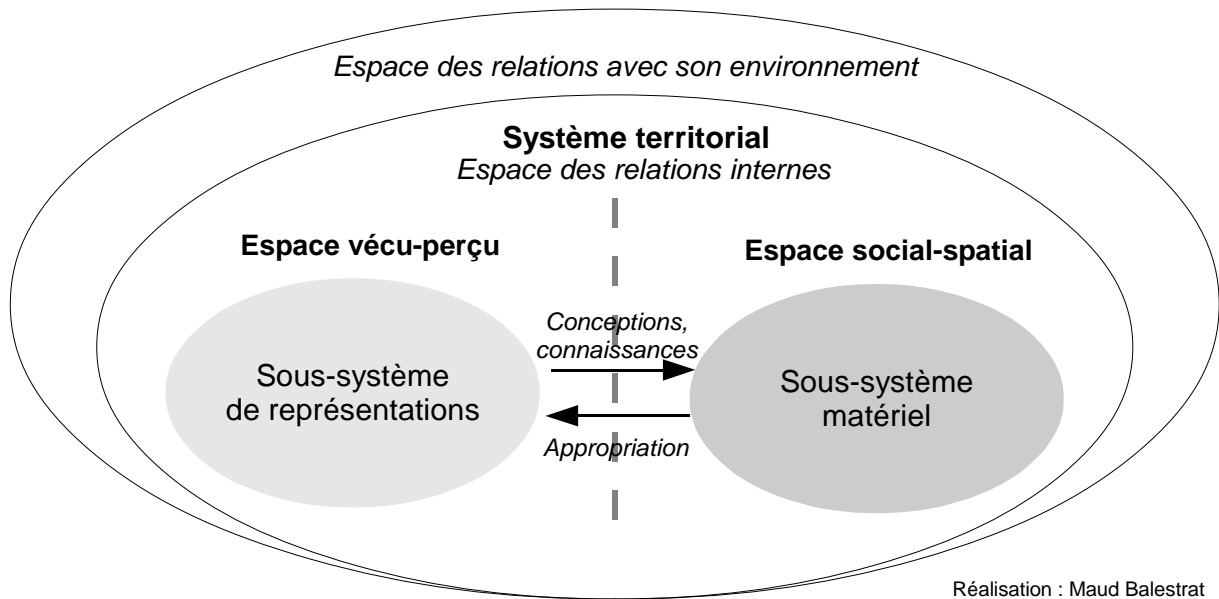 Espace des relations avec son environnement
Système territorial
Espace des relations internes
Espace vécu-perçu
Espace social-spatial
Conceptions,
connaissances
Sous-système
de représentations
Sous-système
matériel
Appropriation
Réalisation : Maud Balestrat